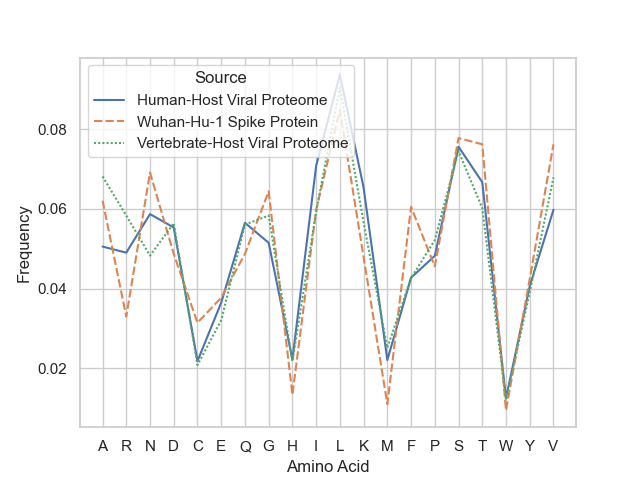 Source
Human-Host Viral Proteome
Wuhan-Hu-1 Spike Protein
Vertebrate-Host Viral Proteome
0.08
0.06
0.04
0.02
Frequency
A R N D C E Q G H I L K M F P S T W Y V
Amino Acid